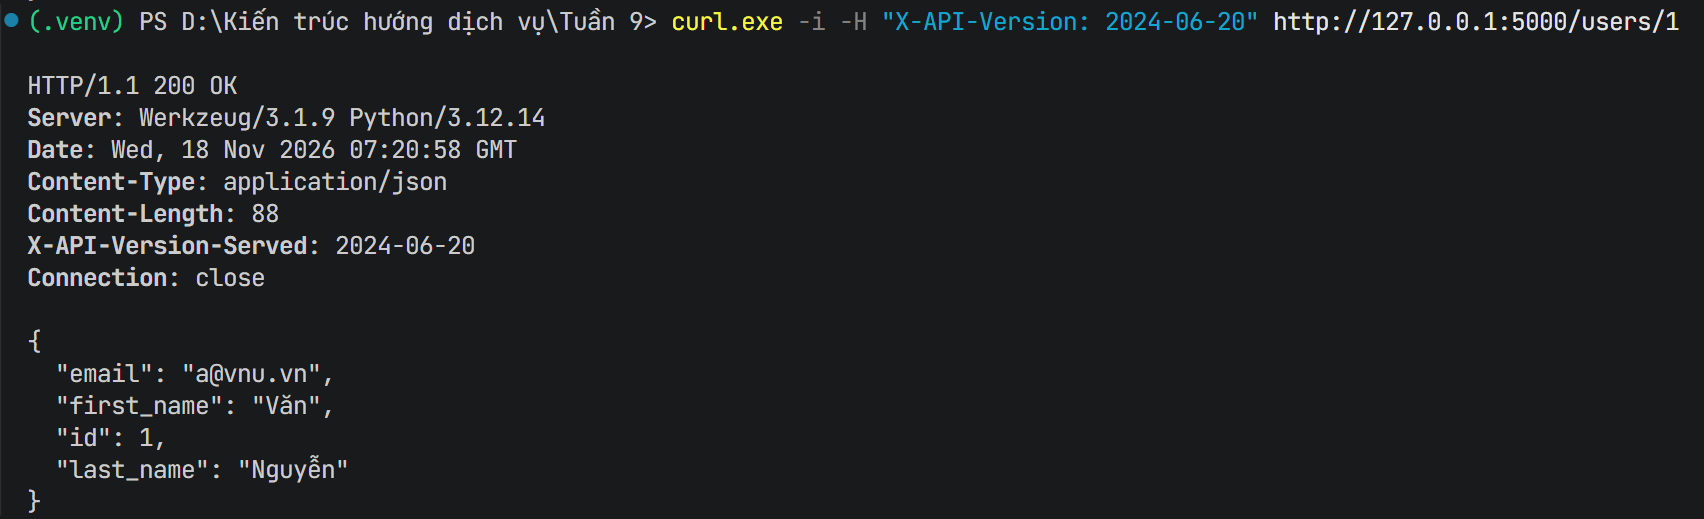 (.venv) PS D:\Kiến trúc hướng dịch vụ\Tuần 9> curl.exe -i -H "X-API-Version: 2024-06-20" http://127.0.0.1:5000/users/1
HTTP/1.1 200 OK
Server: Werkzeug/3.1.9 Python/3.12.14
Date: Wed, 18 Nov 2026 07:20:58 GMT
Content-Type: application/json
Content-Length: 88
X-API-Version-Served: 2024-06-20
Connection: close
{
  "email": "a@vnu.vn",
  "first_name": "Văn",
  "id": 1,
  "last_name": "Nguyễn"
}